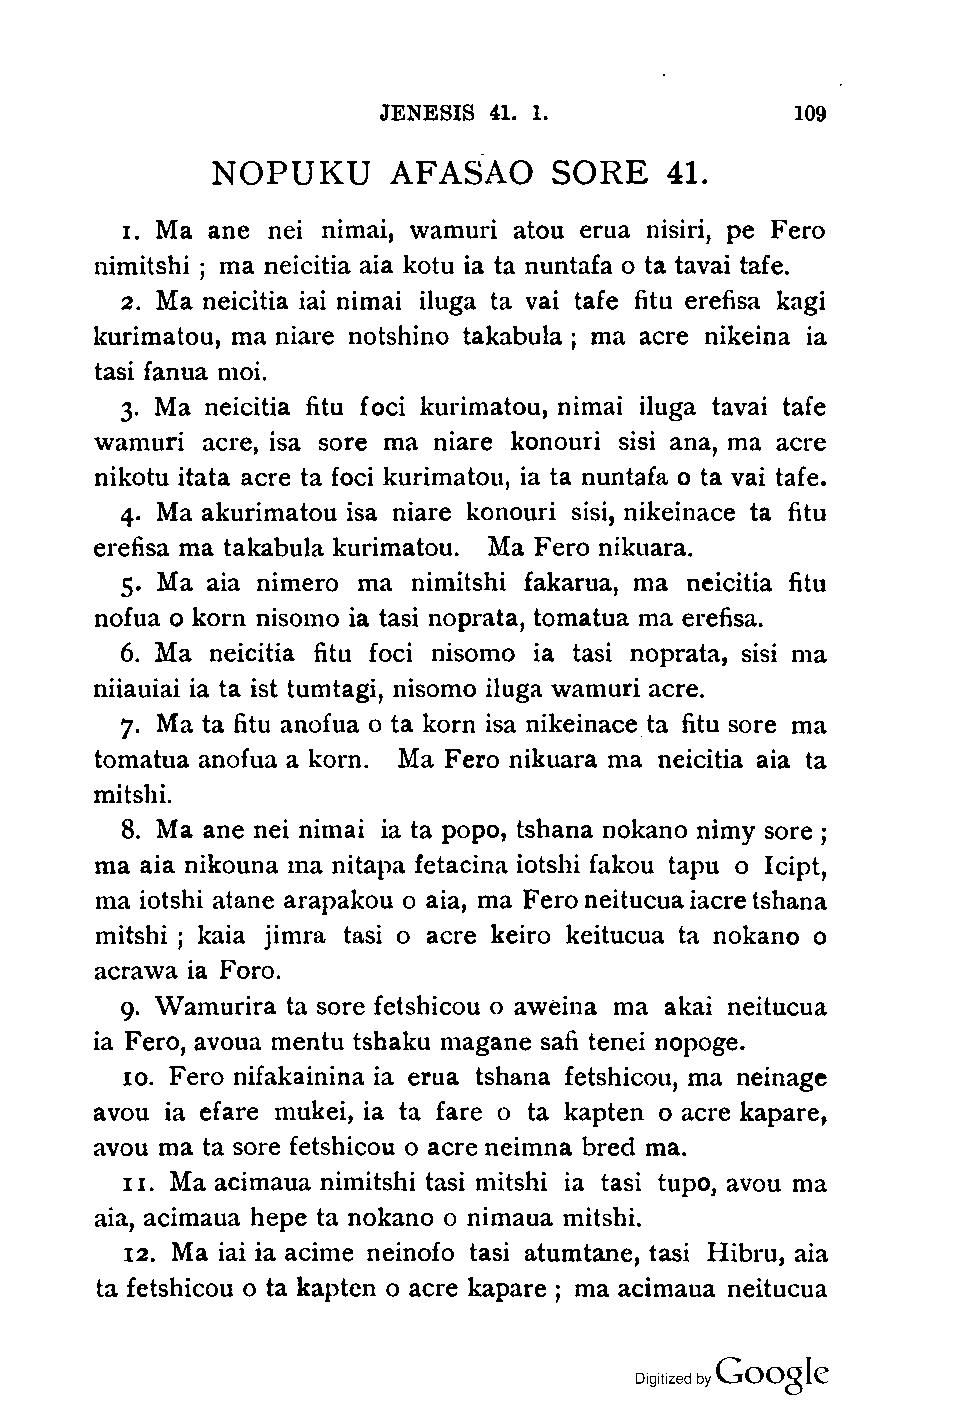 JENESIS 41. 1. 109
NOPUKU AFASAO SORE 41.
1. Ma ane nei nimai, wamuri atou erua nisiri, pe Fero
nimitshi ; ma neicitia aia kotu ia ta nuntafa o ta tavai tafe.
2. Ma neicitia iai nimai iluga ta vai tafe fitu erefisa kagi
kurimatou, ma niare notshino takabula ; ma acre nikeina ia
tasi fanua moi.
3. Ma neicitia fitu foci kurimatou, nimai iluga tavai tafe
wamuri acre, isa sore ma niare konouri sisi ana, ma acre
nikotu itata acre ta foci kurimatou, ia ta nuntafa o ta vai tafe.
4. Ma akurimatou isa niare konouri sisi, nikeinace ta fitu
erefisa ma takabula kurimatou. Ma Fero nikuara.
5. Ma aia nimero ma nimitshi fakarua, ma neicitia fitu
nofua o korn nisomo ia tasi noprata, tomatua ma erefisa.
6. Ma neicitia fitu foci nisomo ia tasi noprata, sisi ma
niiauiai ia ta ist tumtagi, nisomo iluga wamuri acre.
7. Ma ta fitu anofua o ta korn isa nikeinace ta fitu sore ma
tomatua anofua a korn. Ma Fero nikuara ma neicitia aia ta
mitshi.
8. Ma ane nei nimai ia ta popo, tshana nokano nimy sore ;
ma aia nikouna ma nitapa fetacina iotshi fakou tapu o Icipt,
ma iotshi atane arapakou o aia, ma Fero neitucua iacre tshana
mitshi ; kaia jimra tasi o acre keiro keitucua ta nokano o
acrawa ia Foro.
9. Wamurira ta sore fetshicou o aweina ma akai neitucua
ia Fero, avoua mentu tshaku magane safi tenei nopoge.
10. Fero nifakainina ia erua tshana fetshicou, ma neinage
avou ia efare mukei, ia ta fare o ta kapten o acre kapare,
avou ma ta sore fetshicou o acre neimna bred ma.
11. Ma acimaua nimitshi tasi mitshi ia tasi tupo, avou ma
aia, acimaua hepe ta nokano o nimaua mitshi.
12. Ma iai ia acime neinofo tasi atumtane, tasi Hibru, aia
ta fetshicou o ta kapten o acre kapare ; ma acimaua neitucua
Digitized by Google